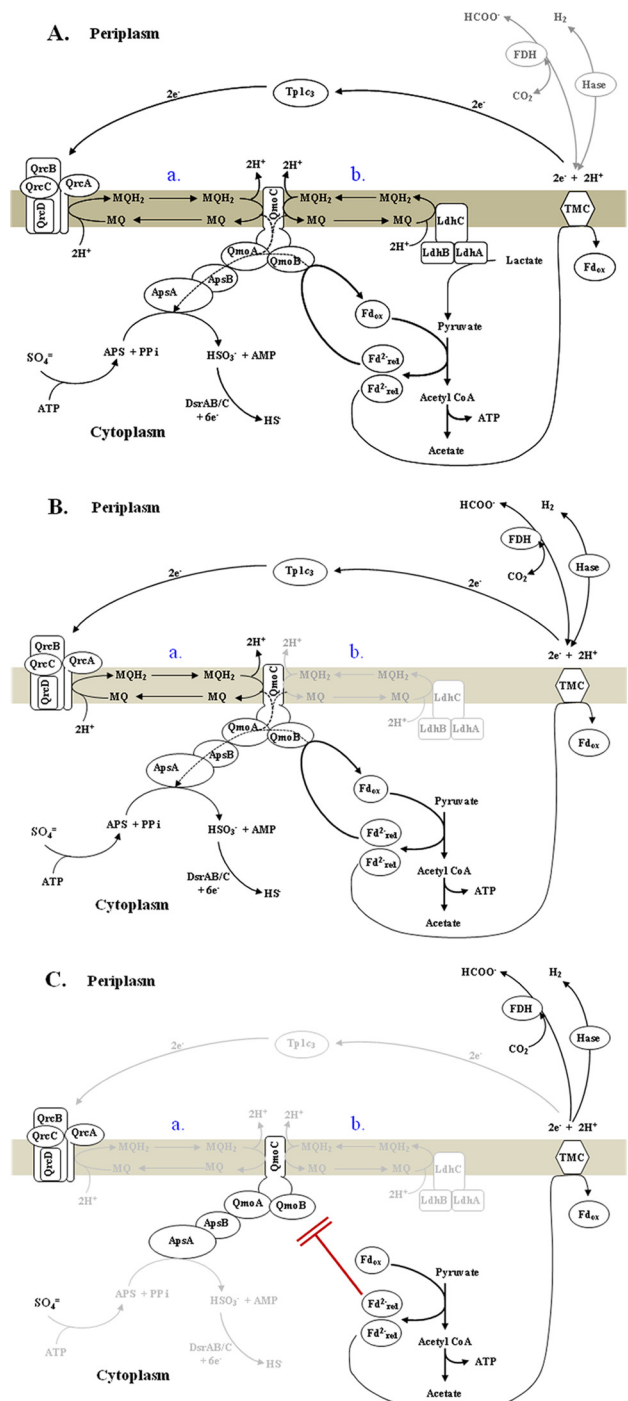 A. Periplasm
HCOO-
H2
FDH
CO2
Hase
2e-
Tp1c3
2e-
2e- + 2H+
QrcB
QrcC
QrcA
QrcD
a.
2H+
2H+
b.
MQH2
MQH2
QmoC
MQH2
MQH2
MQ
MQ
MQ
MQ
LdhC
TMC
2H+
2H+
LdhB
LdhA
QmoA
QmoB
Lactate
Fdox
ApsA
ApsB
Fdox
Pyruvate
SO4=
APS + PPi
HSO3- + AMP
Fd2-red
Fd2-red
ATP
DsrAB/C
+6e-
HS-
Acetyl CoA
ATP
Cytoplasm
Acetate
B. Periplasm
HCOO-
H2
FDH
CO2
Hase
2e-
Tp1c3
2e-
2e- + 2H+
QrcB
QrcC
QrcA
QrcD
a.
2H+
2H+
b.
MQH2
MQH2
QmoC
MQH2
MQH2
MQ
MQ
MQ
MQ
LdhC
TMC
2H+
2H+
LdhB
LdhA
QmoA
QmoB
Fdox
ApsA
ApsB
Fdox
Pyruvate
SO4=
APS + PPi
HSO3- + AMP
Fd2-red
Fd2-red
ATP
DsrAB/C
+6e-
HS-
Acetyl CoA
ATP
Cytoplasm
Acetate
C. Periplasm
HCOO-
H2
FDH
CO2
Hase
2e-
Tp1c3
2e-
2e- + 2H+
QrcB
QrcC
QrcA
QrcD
a.
2H+
2H+
b.
MQH2
MQH2
QmoC
MQH2
MQH2
MQ
MQ
MQ
MQ
LdhC
TMC
2H+
2H+
LdhB
LdhA
QmoA
QmoB
Fdox
ApsA
ApsB
Fdox
Pyruvate
SO4=
APS + PPi
HSO3- + AMP
Fd2-red
Fd2-red
ATP
DsrAB/C
+6e-
HS-
Acetyl CoA
ATP
Cytoplasm
Acetate